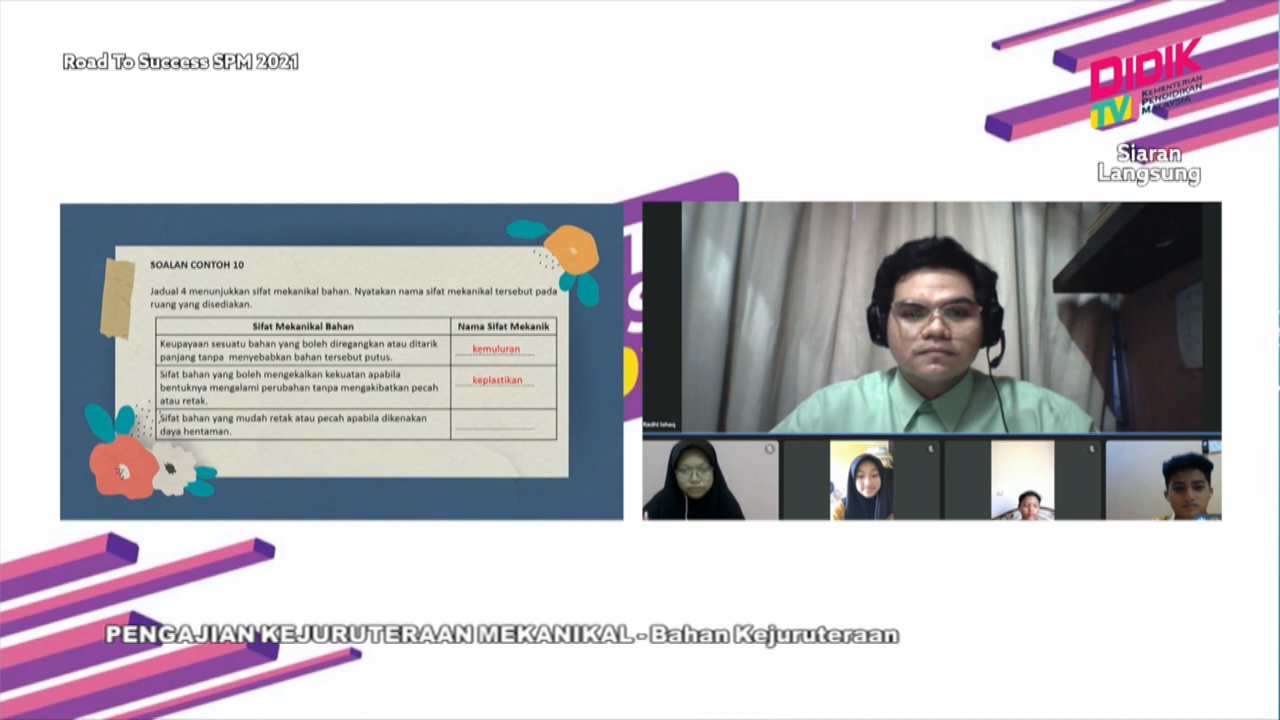 Road To Success SPM 2021
DIDIK
TV
KEMENTERIAN
PENDIDIKAN
MALAYSIA
Siaran
Langsung
SOALAN CONTOH 10
Jadual 4 menunjukkan sifat mekanikal bahan. Nyatakan nama sifat mekanikal tersebut pada
ruang yang disediakan.
Sifat Mekanikal Bahan Nama Sifat Mekanik
Keupayaan sesuatu bahan yang boleh diregangkan atau ditarik
panjang tanpa menyebabkan bahan tersebut putus.
kemuluran
Sifat bahan yang boleh mengekalkan kekuatan apabila
bentuknya mengalami perubahan tanpa mengakibatkan pecah
atau retak.
keplastikan
Sifat bahan yang mudah retak atau pecah apabila dikenakan
daya hentaman.
Radhi Ishaq
PENGAJIAN KEJURUTERAAN MEKANIKAL - Bahan Kejuruteraan